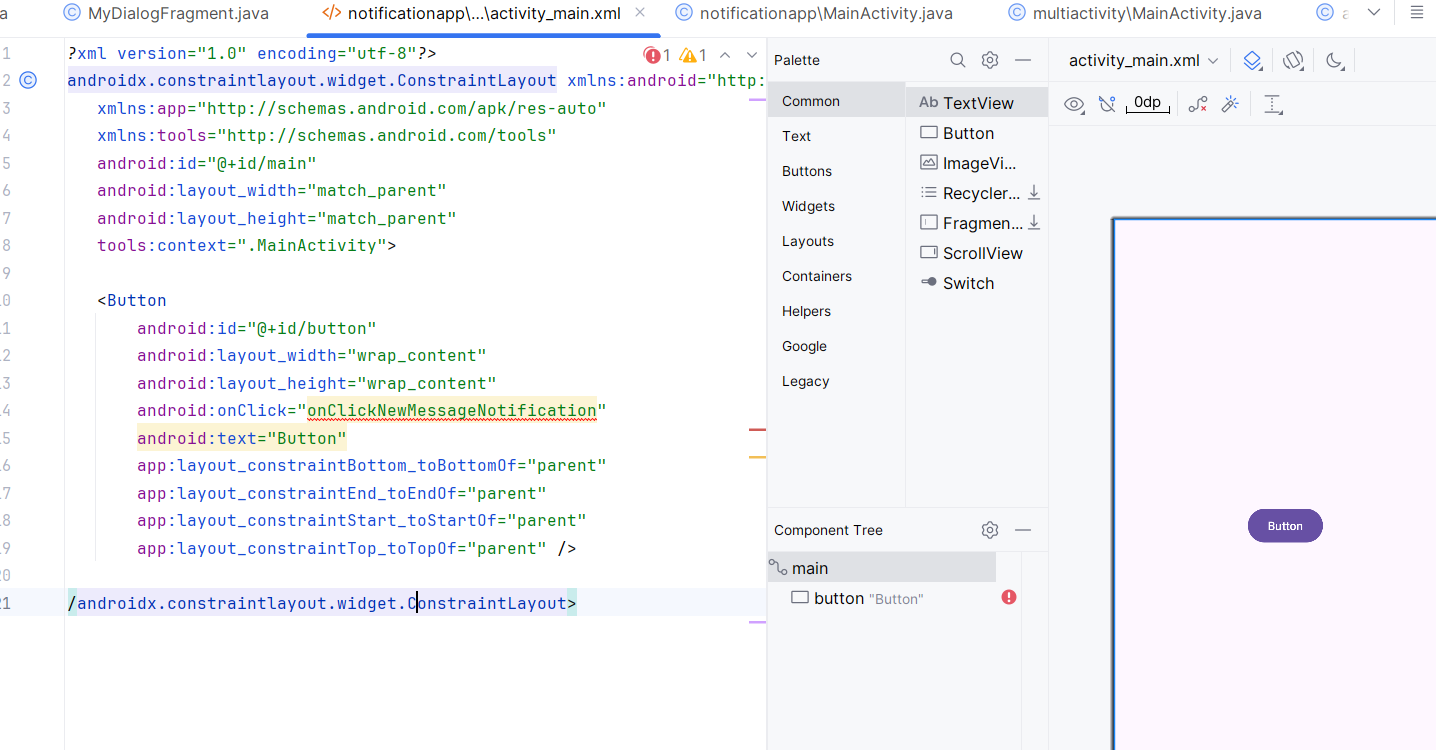 a
MyDialogFragment.java
</> notificationapp\...\activity_main.xml
notificationapp\MainActivity.java
multiactivity\MainActivity.java
a
1 ?xml version="1.0" encoding="utf-8"?>
1 1
2 androidx.constraintlayout.widget.ConstraintLayout xmlns:android="http:
3 xmlns:app="http://schemas.android.com/apk/res-auto"
4 xmlns:tools="http://schemas.android.com/tools"
5 android:id="@+id/main"
6 android:layout_width="match_parent"
7 android:layout_height="match_parent"
8 tools:context=".MainActivity">
9
0 <Button
1 android:id="@+id/button"
2 android:layout_width="wrap_content"
3 android:layout_height="wrap_content"
4 android:onClick="onClickNewMessageNotification"
5 android:text="Button"
6 app:layout_constraintBottom_toBottomOf="parent"
7 app:layout_constraintEnd_toEndOf="parent"
8 app:layout_constraintStart_toStartOf="parent"
9 app:layout_constraintTop_toTopOf="parent" />
20
21 /androidx.constraintlayout.widget.ConstraintLayout>
Palette
Common
Text
Buttons
Widgets
Layouts
Containers
Helpers
Google
Legacy
Ab TextView
Button
ImageVi...
Recycler...
Fragmen...
ScrollView
Switch
Component Tree
main
button "Button"
activity_main.xml
0dp
Button